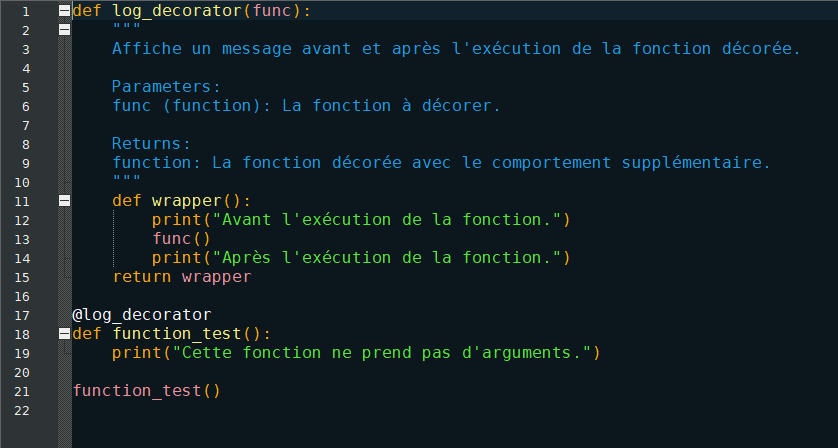 1 def log_decorator(func):
2     """
3     Affiche un message avant et après l'exécution de la fonction décorée.
4
5     Parameters:
6     func (function): La fonction à décorer.
7
8     Returns:
9     function: La fonction décorée avec le comportement supplémentaire.
10     """
11     def wrapper():
12         print("Avant l'exécution de la fonction.")
13         func()
14         print("Après l'exécution de la fonction.")
15     return wrapper
16
17 @log_decorator
18 def function_test():
19     print("Cette fonction ne prend pas d'arguments.")
20
21 function_test()
22